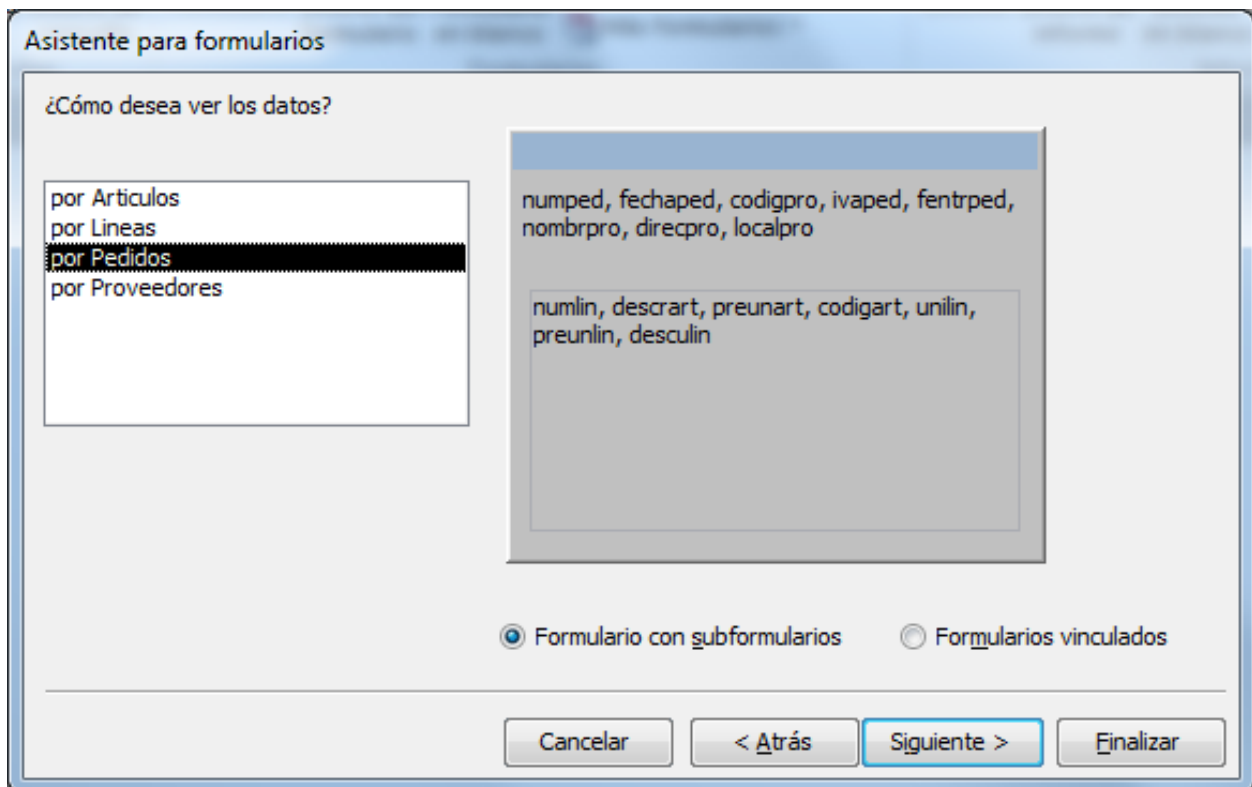 Asistente para formularios
¿Cómo desea ver los datos?
por Articulos
por Lineas
por Pedidos
por Proveedores
numped, fechaped, codigpro, ivaped, fentrped,
nombrpro, direcpro, localpro
numlin, descrart, preunart, codigart, unilin,
preunlin, desculin
Formulario con subformularios
Formularios vinculados
Cancelar
< Atrás
Siguiente >
Finalizar